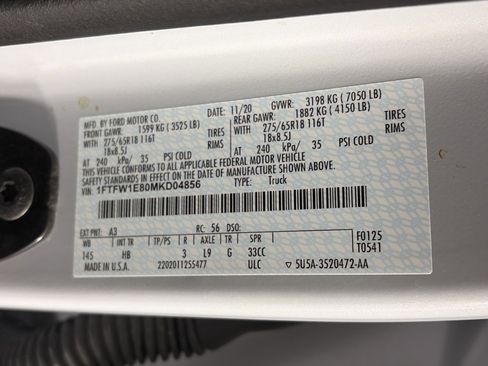 MFD. BY FORD MOTOR CO. DATE: 11/20 GVWR: 3198 KG ( 7050 LB)
FRONT GAWR: 1599 KG ( 3525 LB) REAR GAWR: 1882 KG ( 4150 LB)
275/65R18 116T TIRES 275/65R18 116T TIRES
18x8.5J 18x8.5J
AT 240 kPa/ 35 PSI COLD AT 240 kPa/ 35 PSI COLD
THIS VEHICLE CONFORMS TO ALL APPLICABLE FEDERAL MOTOR VEHICLE
SAFETY STANDARDS IN EFFECT ON THE DATE OF MANUFACTURE SHOWN ABOVE.
VIN: 1FTFW1E80MKD04856 TYPE: Truck
EXT PNT: A3 RC: 56 DSO: F0125
WB INT TR TP/PS R AXLE TR SPR T0541
145 HB 3 L9 G 33CC
MADE IN U.S.A. 2202011255477 ULC ▽ 5U5A-3520472-AA